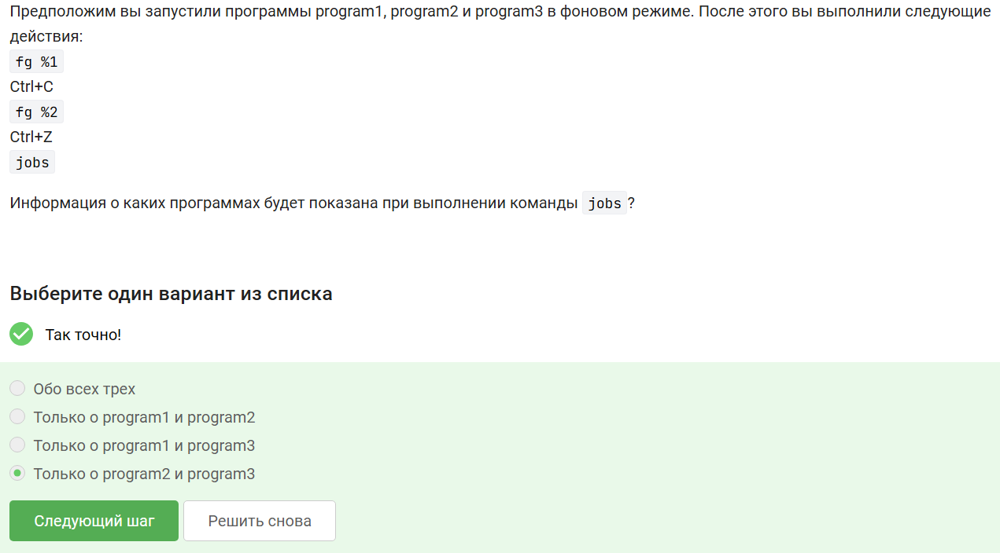 Предположим вы запустили программы program1, program2 и program3 в фоновом режиме. После этого вы выполнили следующие
действия:
fg %1
Ctrl+C
fg %2
Ctrl+Z
jobs
Информация о каких программах будет показана при выполнении команды jobs?
Выберите один вариант из списка
Так точно!
Обо всех трех
Только о program1 и program2
Только о program1 и program3
Только о program2 и program3
Следующий шаг
Решить снова